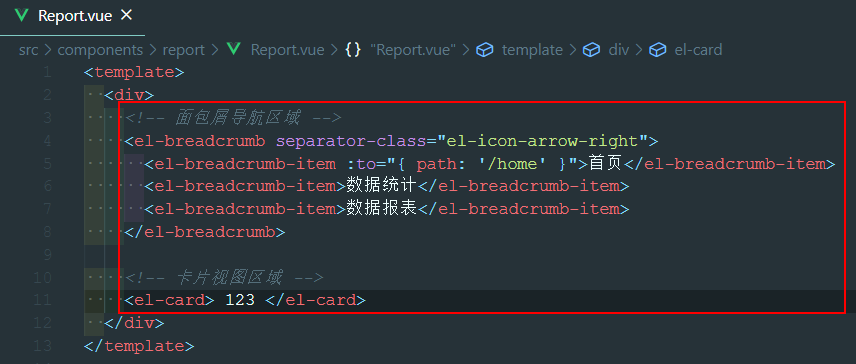 Report.vue ×
src > components > report > Report.vue > {} "Report.vue" > template > div > el-card
1 <template>
2 <div>
3 <!-- 面包屑导航区域 -->
4 <el-breadcrumb separator-class="el-icon-arrow-right">
5 <el-breadcrumb-item :to="{ path: '/home' }">首页</el-breadcrumb-item>
6 <el-breadcrumb-item>数据统计</el-breadcrumb-item>
7 <el-breadcrumb-item>数据报表</el-breadcrumb-item>
8 </el-breadcrumb>
9
10 <!-- 卡片视图区域 -->
11 <el-card> 123 </el-card>
12 </div>
13 </template>